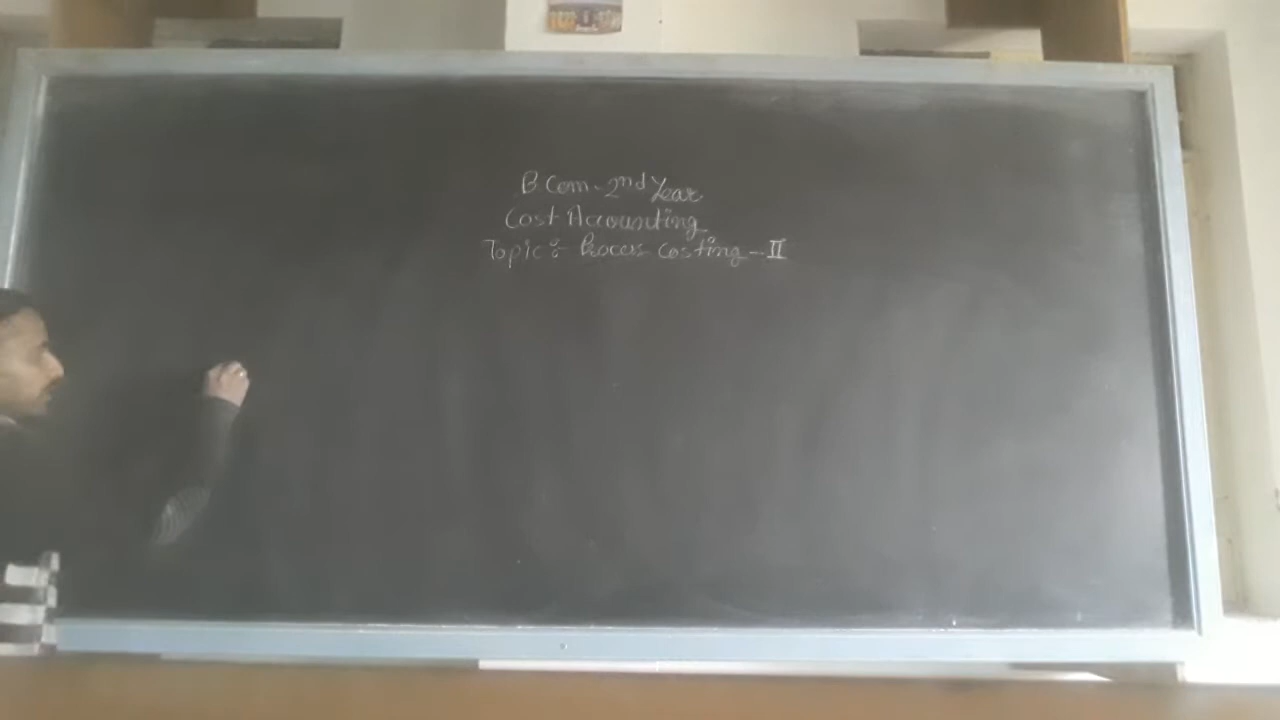 B.Com. 2nd Year
Cost Accounting
Topic :- Process Costing - II